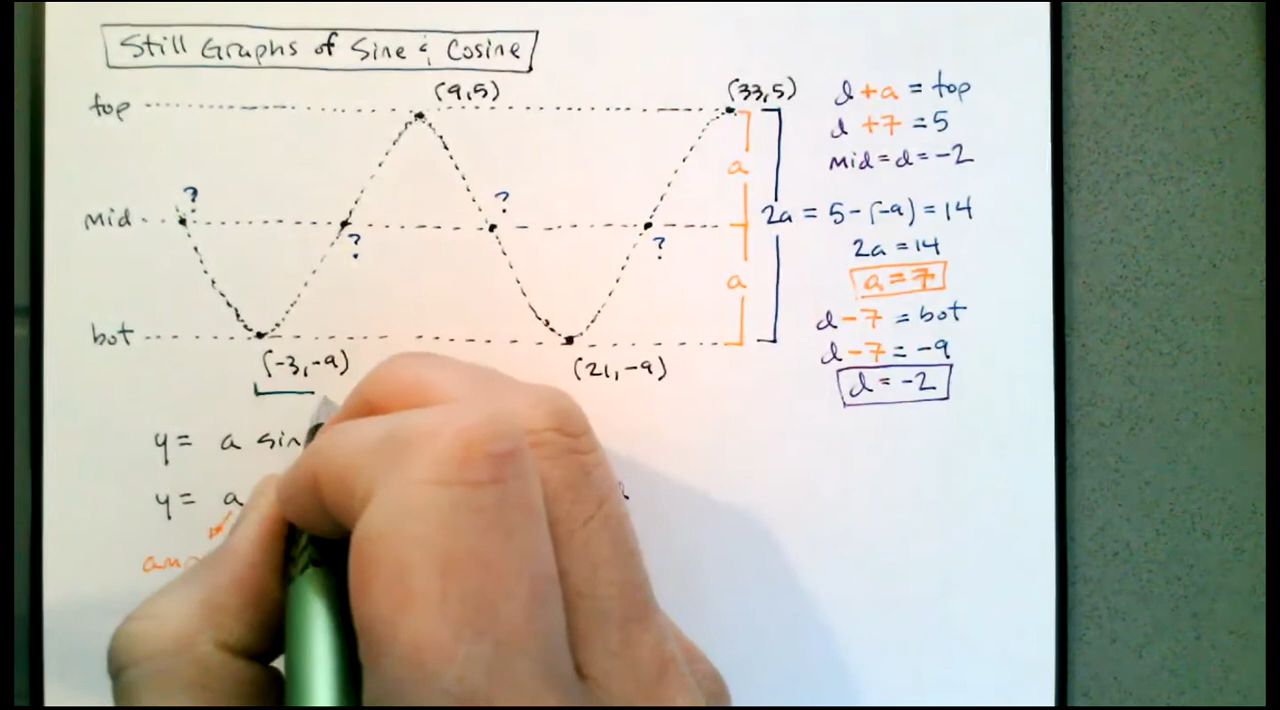 Still Graphs of Sine & Cosine
top (9,5) (33,5)
mid ? ? ? ?
bot (-3,-9) (21,-9)
a
a
d+a = top
d+7=5
mid=d=-2
2a = 5-(-9) = 14
2a = 14
a=7
d-7 = bot
d-7 = -9
d=-2
y= a sin
y= a